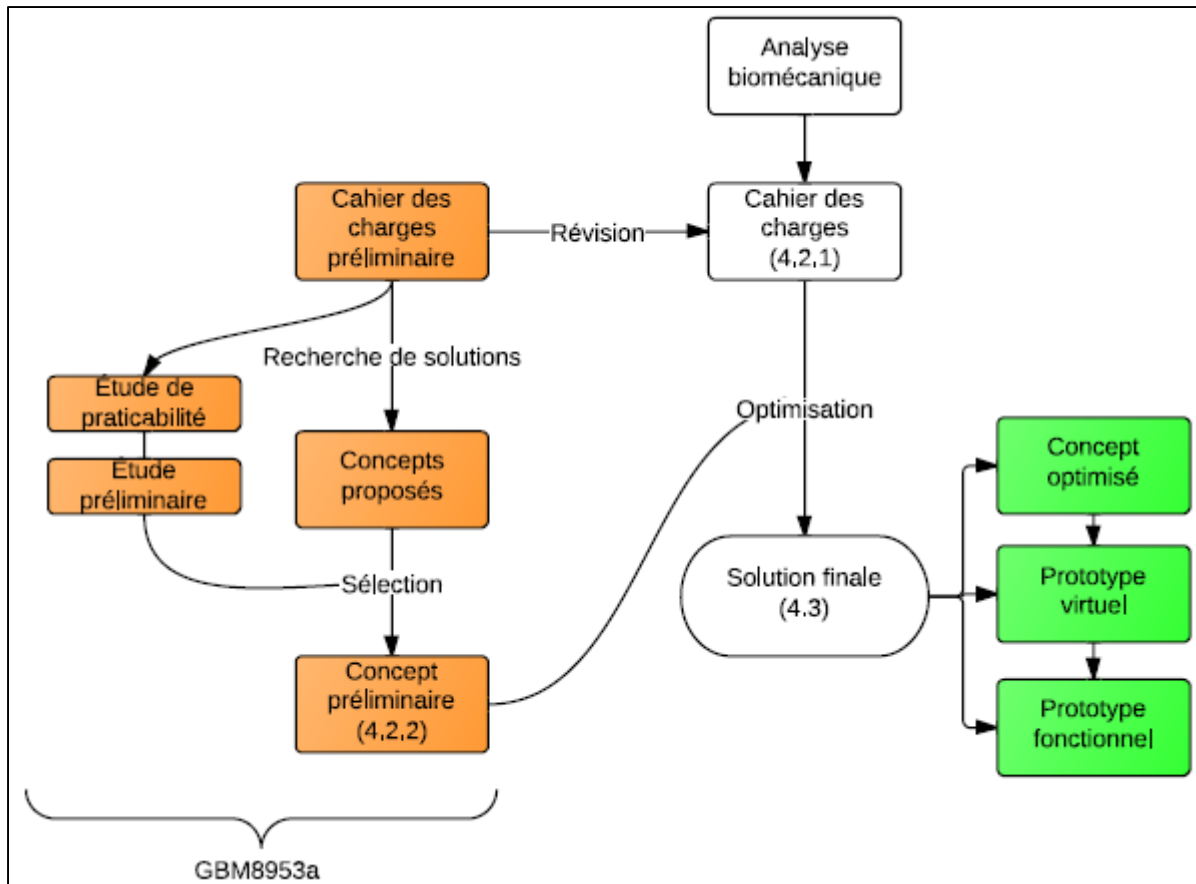 Analyse
biomécanique
Cahier des
charges
préliminaire
Révision
Cahier des
charges
(4,2,1)
Recherche de solutions
Étude de
praticabilité
Étude
préliminaire
Concepts
proposés
Optimisation
Concept
optimisé
Sélection
Solution finale
(4.3)
Prototype
virtuel
Concept
préliminaire
(4,2,2)
Prototype
fonctionnel
GBM8953a